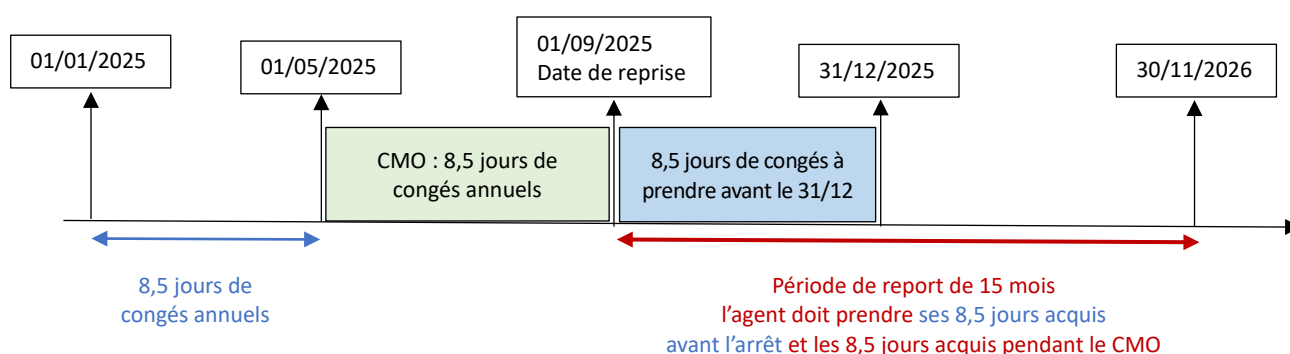 01/01/2025
01/05/2025
01/09/2025
Date de reprise
31/12/2025
30/11/2026
CMO : 8,5 jours de
congés annuels
8,5 jours de congés à
prendre avant le 31/12
8,5 jours de
congés annuels
Période de report de 15 mois
l'agent doit prendre ses 8,5 jours acquis
avant l'arrêt et les 8,5 jours acquis pendant le CMO